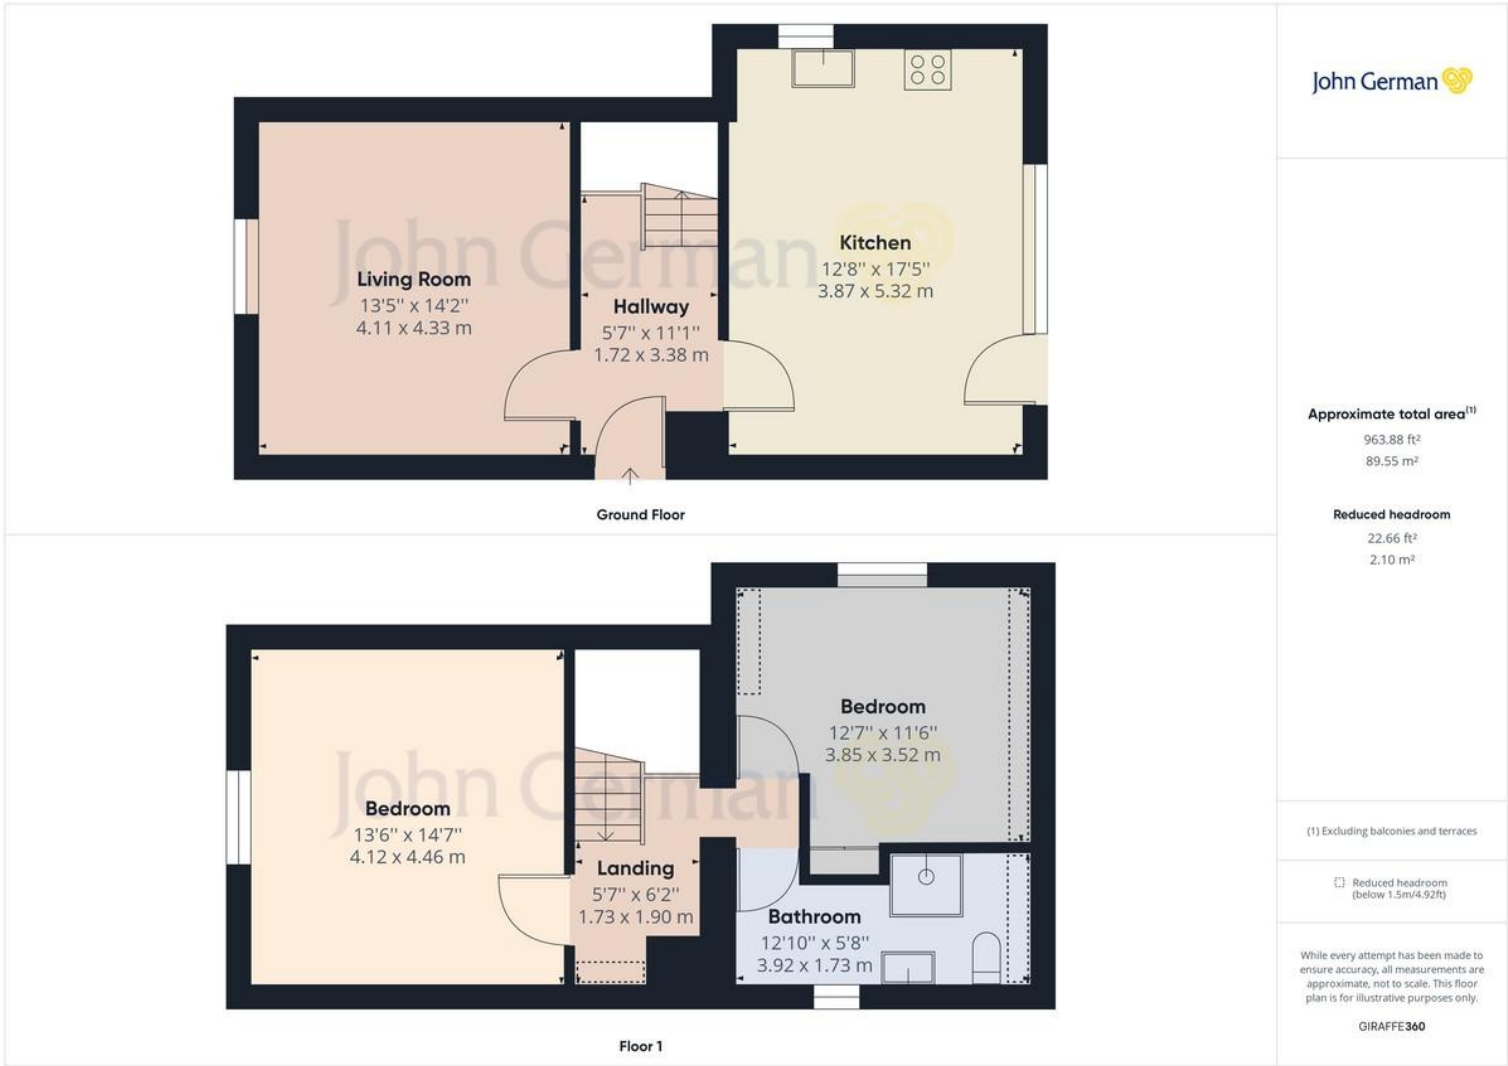 Kitchen
12'8'' x 17'5''
3.87 x 5.32 m
Living Room
13'5'' x 14'2''
4.11 x 4.33 m
Hallway
5'7'' x 11'1''
1.72 x 3.38 m
John German
Ground Floor
Bedroom
12'7'' x 11'6''
3.85 x 3.52 m
Bedroom
13'6'' x 14'7''
4.12 x 4.46 m
Landing
5'7'' x 6'2''
1.73 x 1.90 m
Bathroom
12'10'' x 5'8''
3.92 x 1.73 m
John German
Floor 1
John German
Approximate total area(1)
963.88 ft²
89.55 m²
Reduced headroom
22.66 ft²
2.10 m²
(1) Excluding balconies and terraces
Reduced headroom
(below 1.5m/4.92ft)
While every attempt has been made to
ensure accuracy, all measurements are
approximate, not to scale. This floor
plan is for illustrative purposes only.
GIRAFFE360